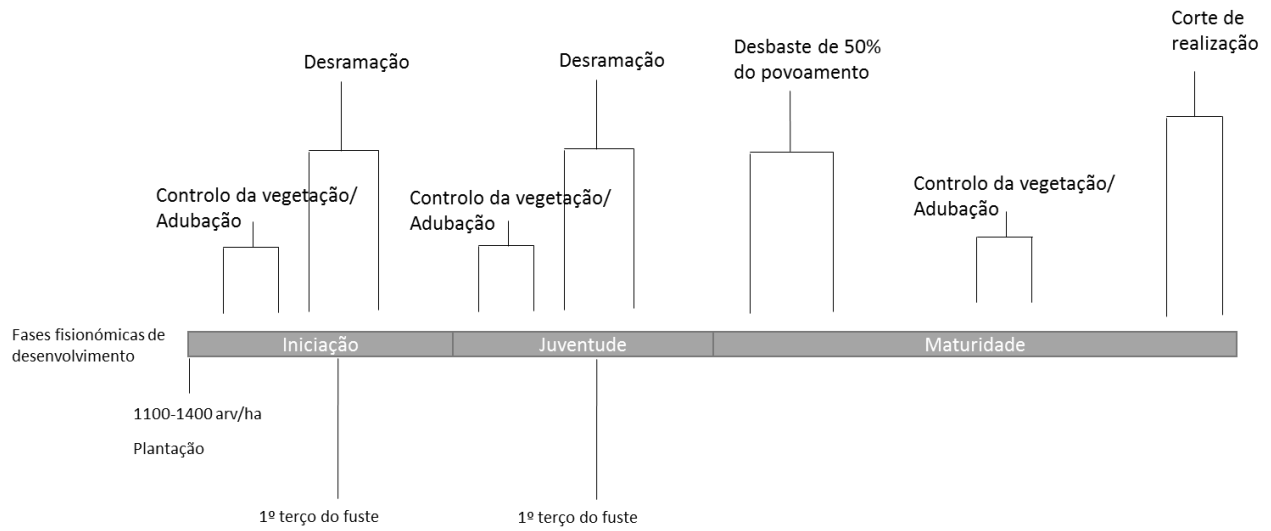 Corte de
realização
Desramação
Desramação
Desbaste de 50%
do povoamento
Controlo da vegetação/
Adubação
Controlo da vegetação/
Adubação
Controlo da vegetação/
Adubação
Fases fisionómicas de
desenvolvimento
Iniciação
Juventude
Maturidade
1100-1400 arv/ha
Plantação
1º terço do fuste
1º terço do fuste